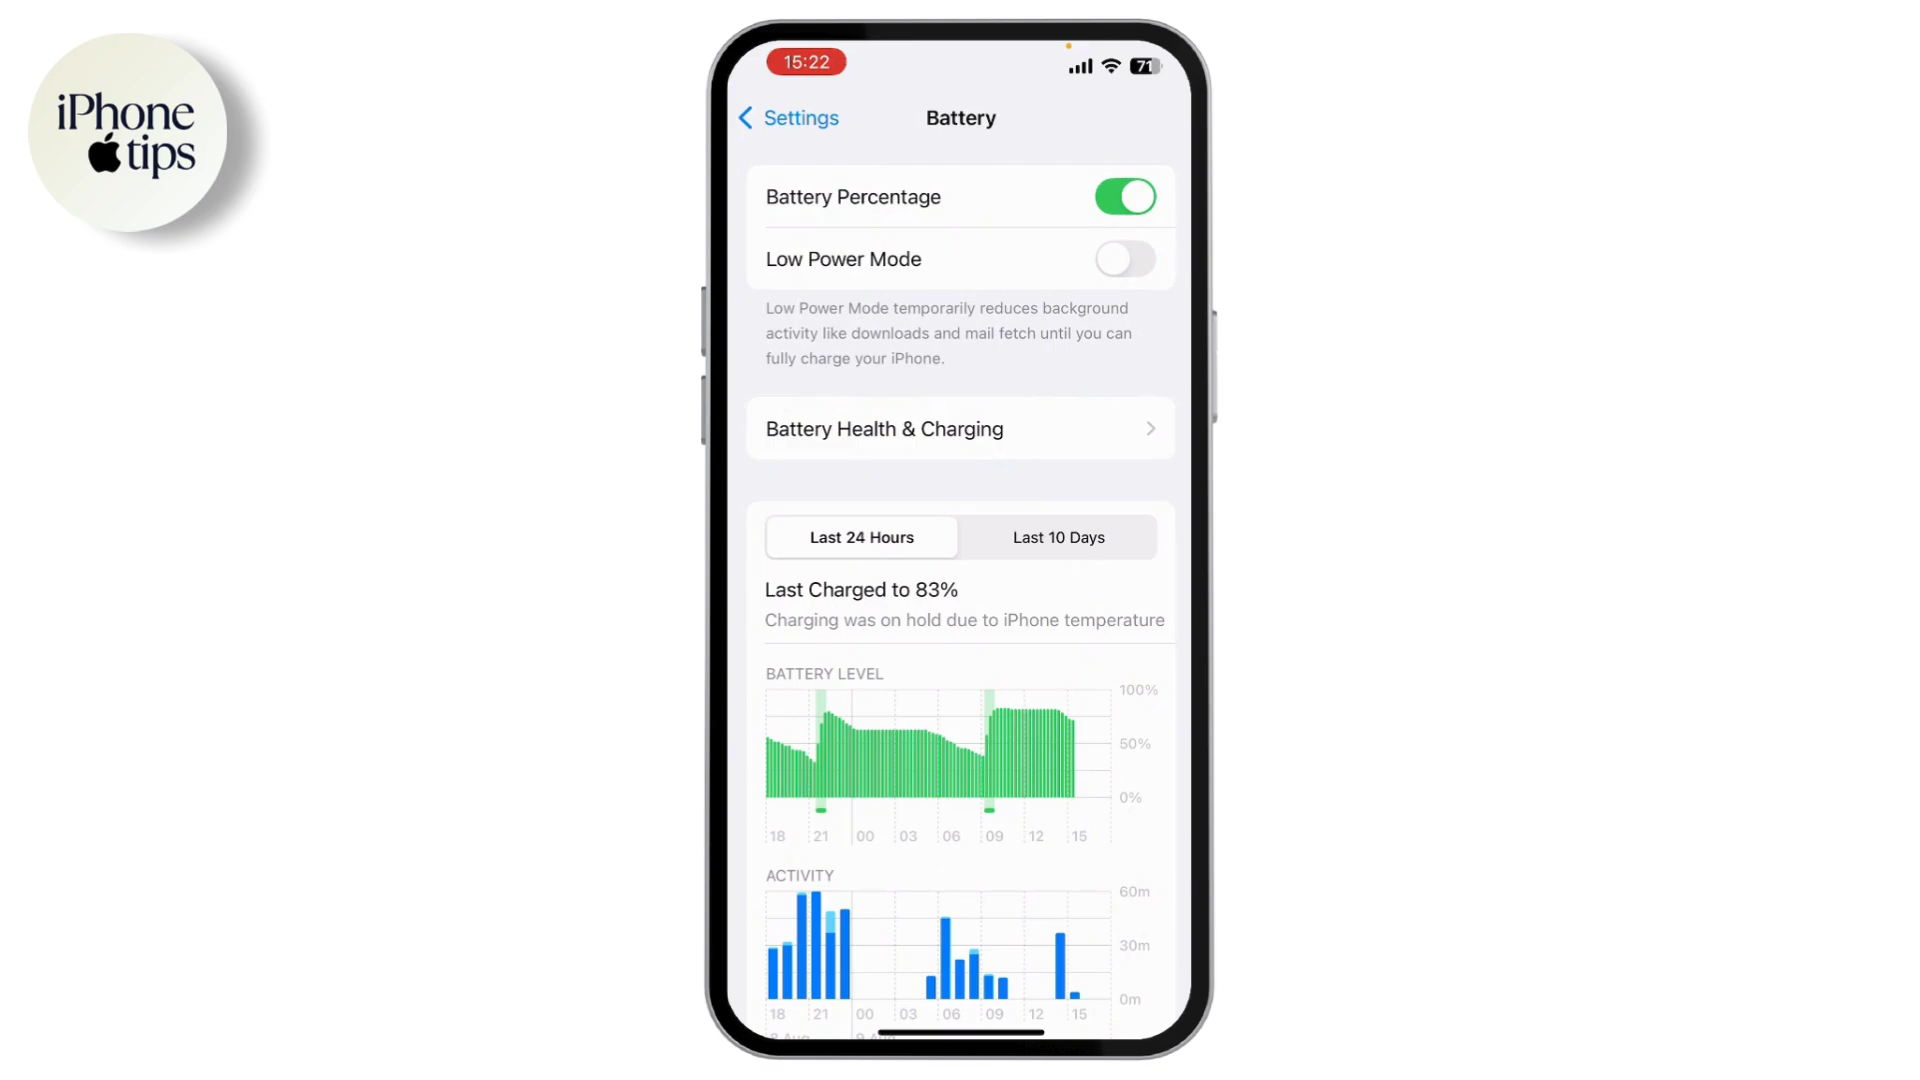 iPhone
tips
15:22
71
Settings
Battery
Battery Percentage
Low Power Mode
Low Power Mode temporarily reduces background
activity like downloads and mail fetch until you can
fully charge your iPhone.
Battery Health & Charging
Last 24 Hours
Last 10 Days
Last Charged to 83%
Charging was on hold due to iPhone temperature
BATTERY LEVEL
100%
50%
0%
18 21 00 03 06 09 12 15
ACTIVITY
60m
30m
0m
18 21 00 03 06 09 12 15
8 Aug 9 Aug